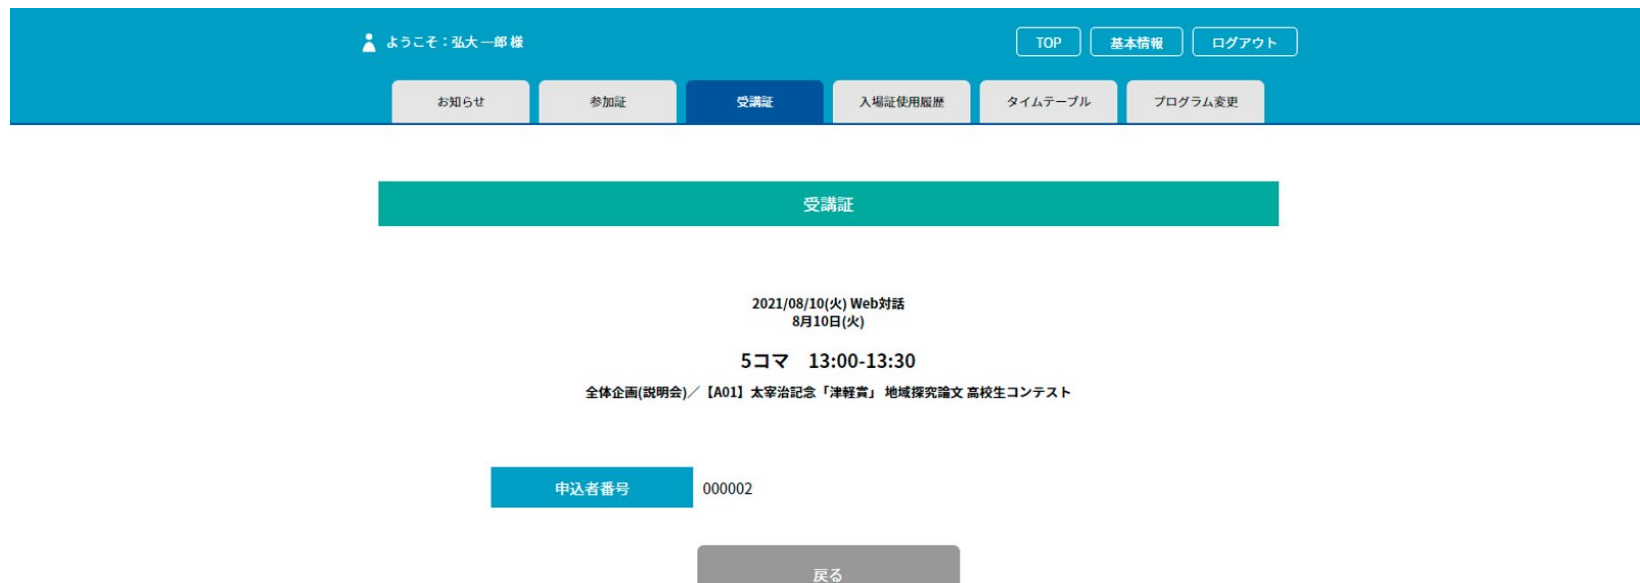 ようこそ：弘大一郎 様
TOP 基本情報 ログアウト
お知らせ 参加証 受講証 入場証使用履歴 タイムテーブル プログラム変更
受講証
2021/08/10(火) Web対話
8月10日(火)
5コマ　13:00-13:30
全体企画(説明会)／【A01】太宰治記念「津軽賞」 地域探究論文 高校生コンテスト
申込者番号 000002
戻る